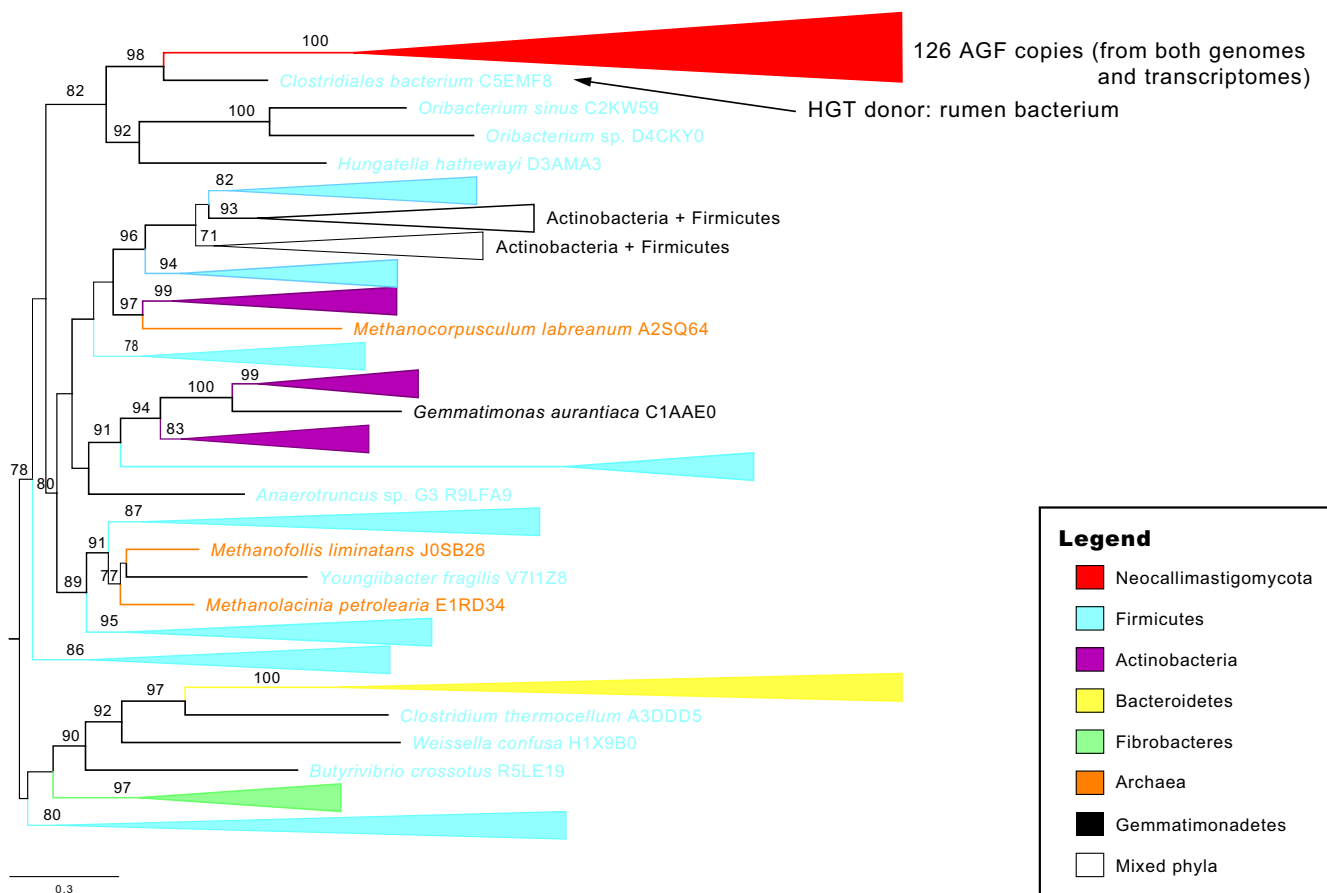 100
98
126 AGF copies (from both genomes
and transcriptomes)
Clostridiales bacterium C5EMF8
82
HGT donor: rumen bacterium
Oribacterium sinus C2KW59
100
Oribacterium sp. D4CKY0
92
Hungatella hathewayi D3AMA3
82
93
Actinobacteria + Firmicutes
96
71
Actinobacteria + Firmicutes
94
99
97
Methanocorpusculum labreanum A2SQ64
78
99
100
Gemmatimonas aurantiaca C1AAE0
94
83
91
78
80
Anaerotruncus sp. G3 R9LFA9
87
91
Methanofollis liminatans J0SB26
77
Youngiibacter fragilis V7I1Z8
89
Methanolacinia petrolearia E1RD34
95
86
100
97
Clostridium thermocellum A3DDD5
92
Weissella confusa H1X9B0
90
Butyrivibrio crossotus R5LE19
97
80
0.3
Legend
Neocallimastigomycota
Firmicutes
Actinobacteria
Bacteroidetes
Fibrobacteres
Archaea
Gemmatimonadetes
Mixed phyla